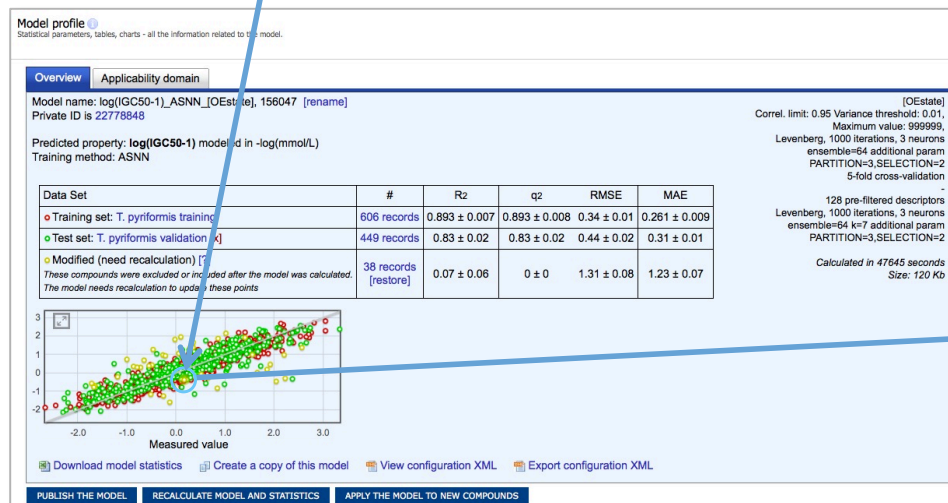 Model profile
Statistical parameters, tables, charts - all the information related to the model.
Overview Applicability domain
Model name: log(IGC50-1)_ASNN_[OEstate], 156047 [rename]
Private ID is 22778848
Predicted property: log(IGC50-1) modeled in -log(mmol/L)
Training method: ASNN
[OEstate]
Correl. limit: 0.95 Variance threshold: 0.01,
Maximum value: 999999,
Levenberg, 1000 iterations, 3 neurons
ensemble=64 additional param
PARTITION=3,SELECTION=2
5-fold cross-validation
-
128 pre-filtered descriptors
Levenberg, 1000 iterations, 3 neurons
ensemble=64 k=7 additional param
PARTITION=3,SELECTION=2
Calculated in 47645 seconds
Size: 120 Kb
Data Set # R2 q2 RMSE MAE
Training set: T. pyriformis training 606 records 0.893 ± 0.007 0.893 ± 0.008 0.34 ± 0.01 0.261 ± 0.009
Test set: T. pyriformis validation [x] 449 records 0.83 ± 0.02 0.83 ± 0.02 0.44 ± 0.02 0.31 ± 0.01
Modified (need recalculation) [?]
These compounds were excluded or included after the model was calculated.
The model needs recalculation to update these points
38 records
[restore]
0.07 ± 0.06 0 ± 0 1.31 ± 0.08 1.23 ± 0.07
3
2
1
0
-1
-2
-2.0 -1.0 0.0 1.0 2.0 3.0
Measured value
Download model statistics Create a copy of this model View configuration XML Export configuration XML
PUBLISH THE MODEL RECALCULATE MODEL AND STATISTICS APPLY THE MODEL TO NEW COMPOUNDS